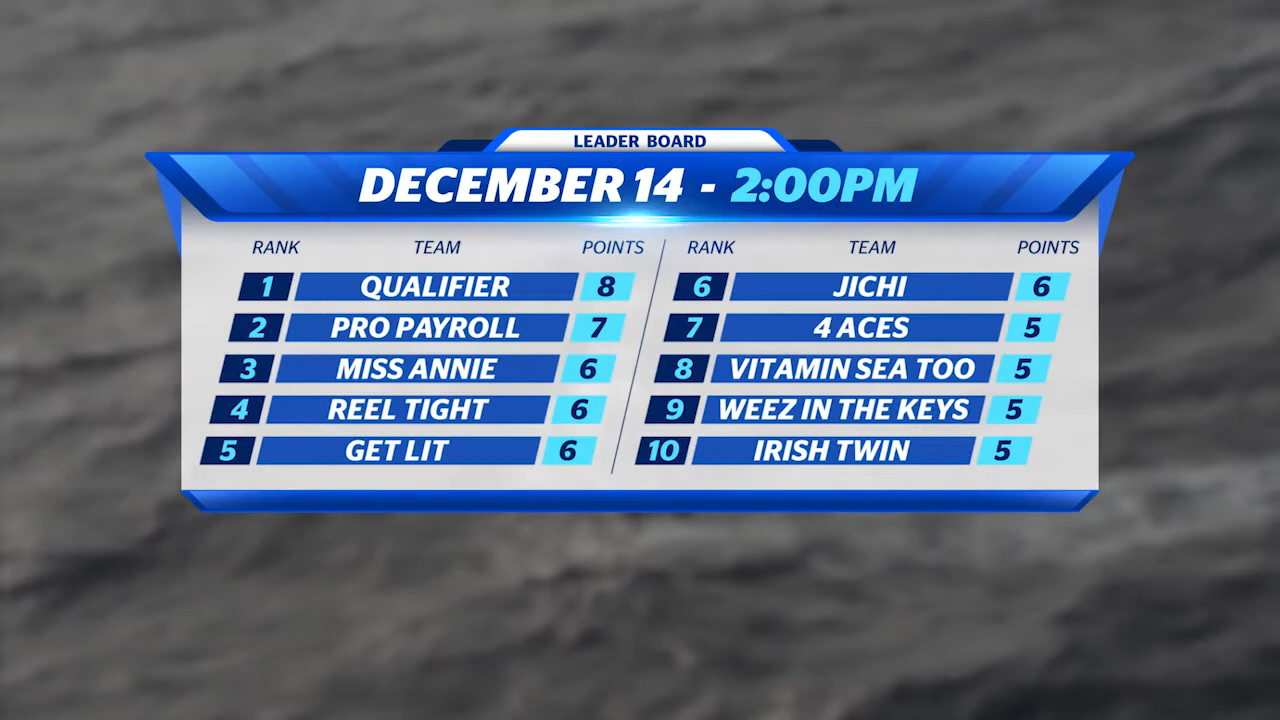 LEADER BOARD
DECEMBER 14 - 2:00PM
RANK TEAM POINTS
1 QUALIFIER 8
2 PRO PAYROLL 7
3 MISS ANNIE 6
4 REEL TIGHT 6
5 GET LIT 6
RANK TEAM POINTS
6 JICHI 6
7 4 ACES 5
8 VITAMIN SEA TOO 5
9 WEEZ IN THE KEYS 5
10 IRISH TWIN 5